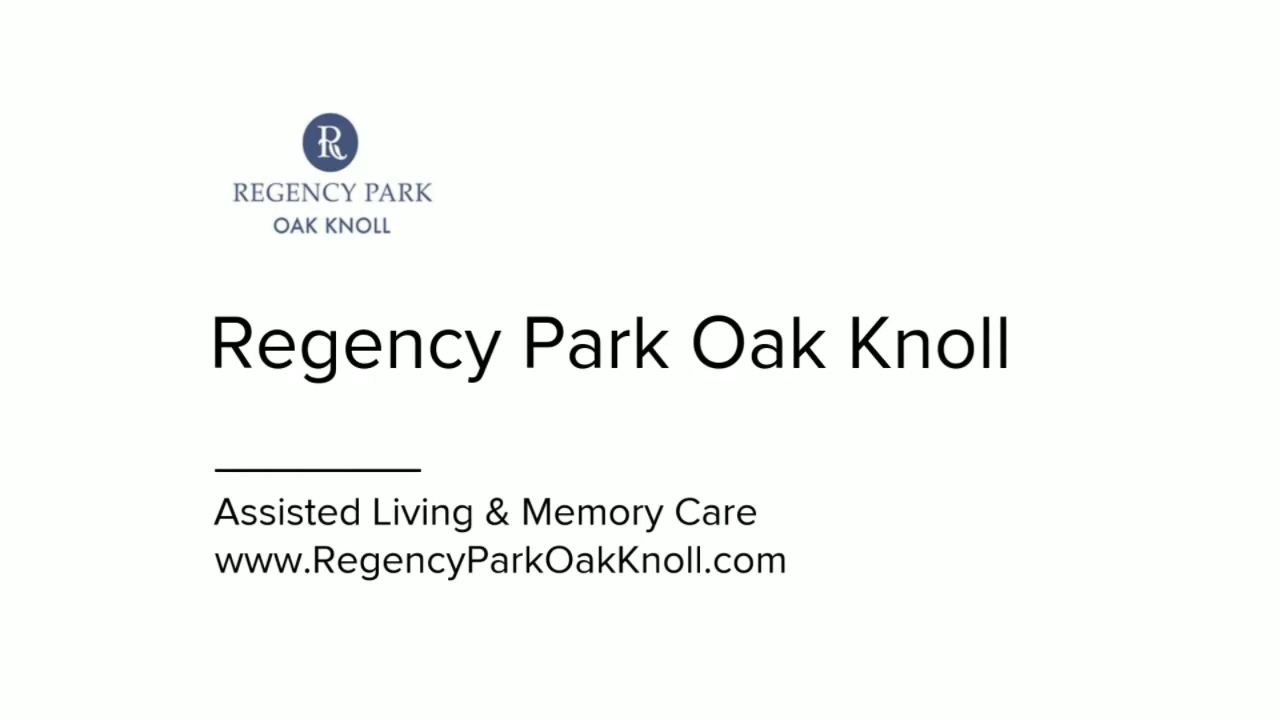 R
REGENCY PARK
OAK KNOLL
Regency Park Oak Knoll
Assisted Living & Memory Care
www.RegencyParkOakKnoll.com